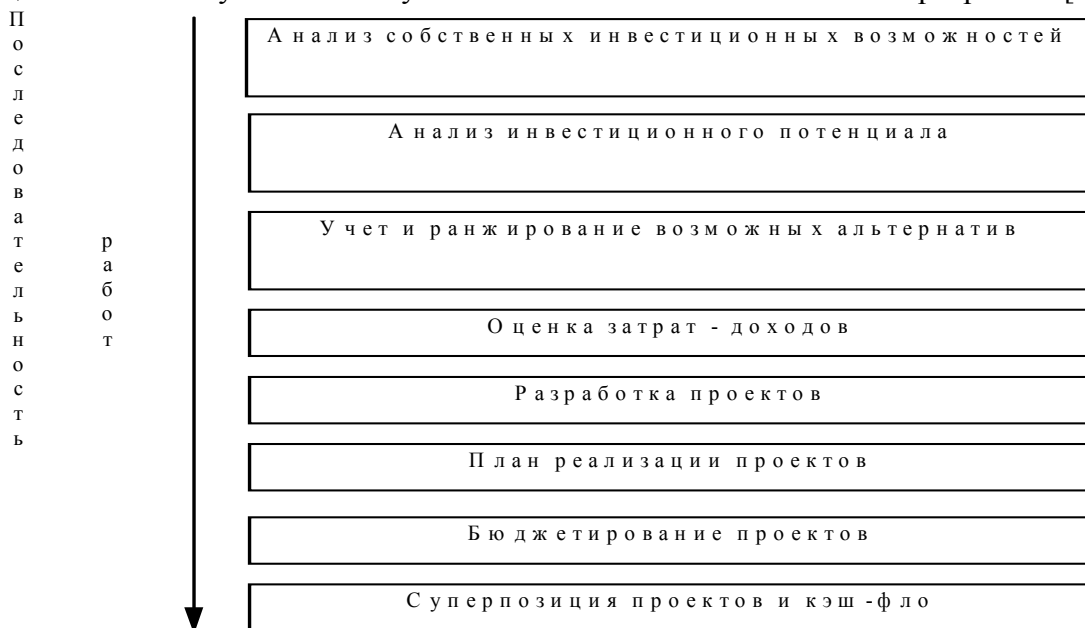 Последовательность
работ
Анализ собственных инвестиционных возможностей
Анализ инвестиционного потенциала
Учет и ранжирование возможных альтернатив
Оценка затрат - доходов
Разработка проектов
План реализации проектов
Бюджетирование проектов
Суперпозиция проектов и кэш-фло